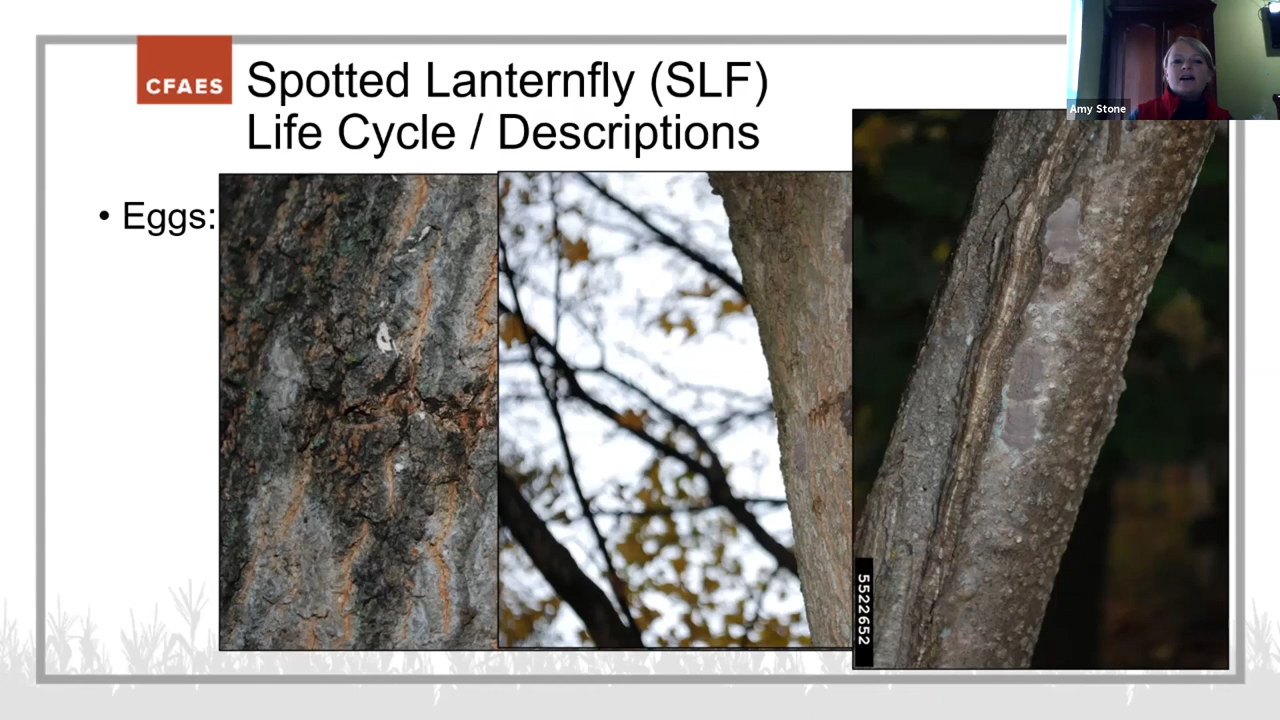 CFAES
Spotted Lanternfly (SLF)
Life Cycle / Descriptions
Amy Stone
• Eggs:
5522652